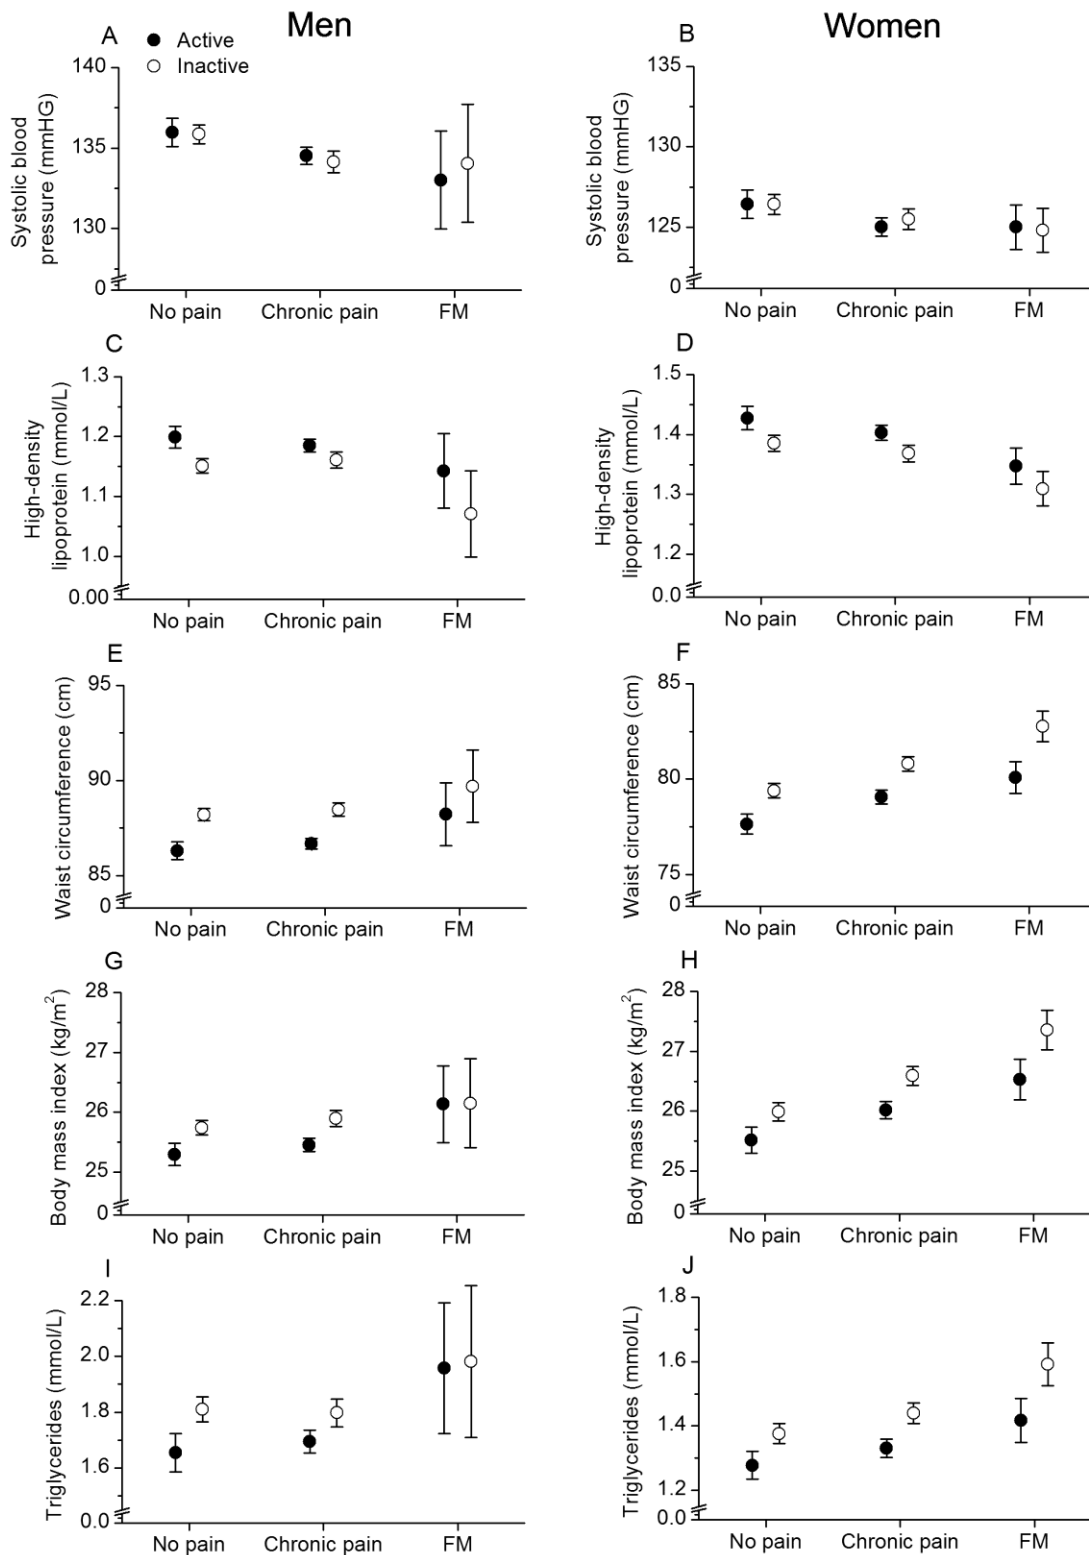 Men
Women
A
Active
Inactive
Systolic blood
pressure (mmHG)
140
135
130
0
No pain Chronic pain FM
B
Systolic blood
pressure (mmHG)
135
130
125
0
No pain Chronic pain FM
C
High-density
lipoprotein (mmol/L)
1.3
1.2
1.1
1.0
0.00
No pain Chronic pain FM
D
High-density
lipoprotein (mmol/L)
1.5
1.4
1.3
1.2
0.0
No pain Chronic pain FM
E
Waist circumference (cm)
95
90
85
0
No pain Chronic pain FM
F
Waist circumference (cm)
85
80
75
0
No pain Chronic pain FM
G
Body mass index (kg/m²)
28
27
26
25
0
No pain Chronic pain FM
H
Body mass index (kg/m²)
28
27
26
25
0
No pain Chronic pain FM
I
Triglycerides (mmol/L)
2.2
2.0
1.8
1.6
0.0
No pain Chronic pain FM
J
Triglycerides (mmol/L)
1.8
1.6
1.4
1.2
0.0
No pain Chronic pain FM